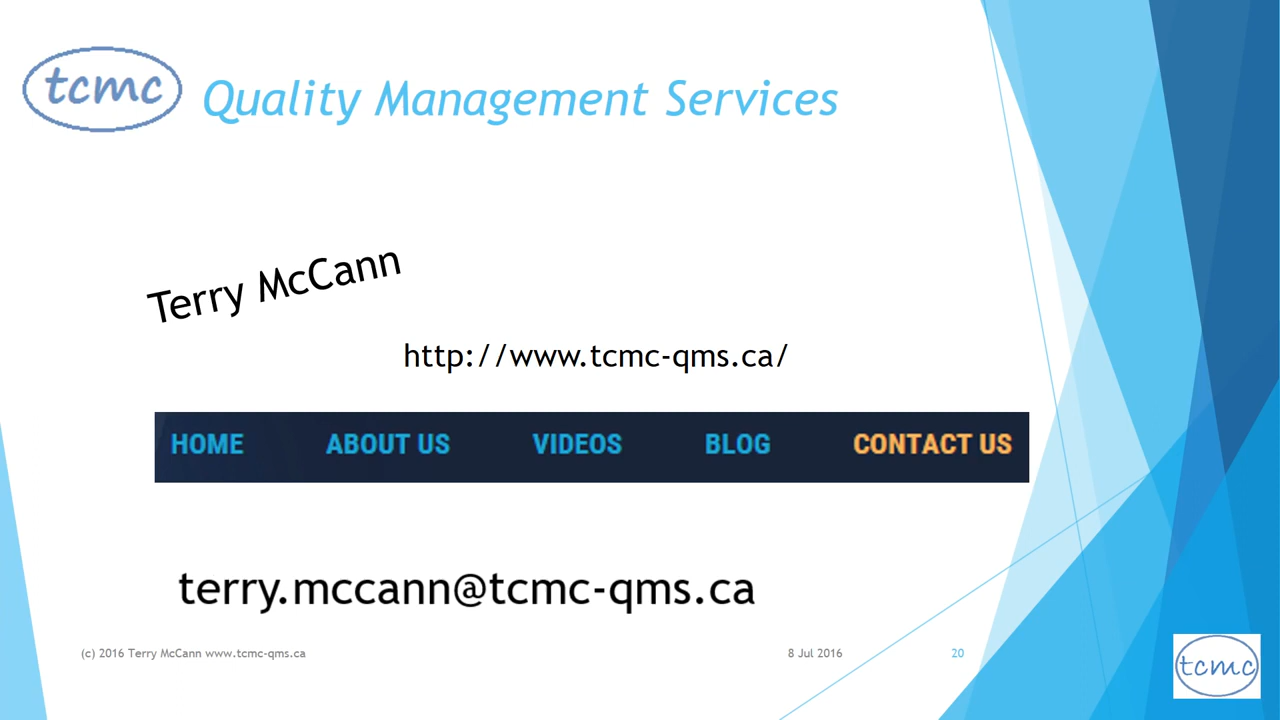 tcmc
Quality Management Services
Terry McCann
http://www.tcmc-qms.ca/
HOME ABOUT US VIDEOS BLOG CONTACT US
terry.mccann@tcmc-qms.ca
(c) 2016 Terry McCann www.tcmc-qms.ca 8 Jul 2016 20
tcmc